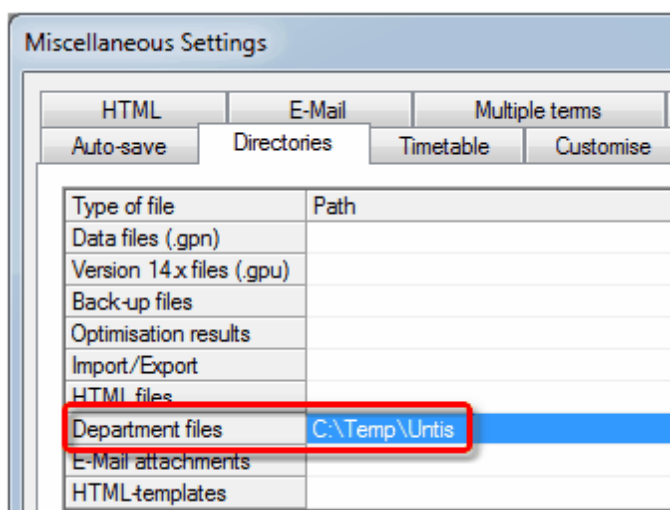 Miscellaneous Settings
HTML E-Mail Multiple terms
Auto-save Directories Timetable Customise
Type of file Path
Data files (.gpn)
Version 14.x files (.gpu)
Back-up files
Optimisation results
Import/Export
HTML files
Department files C:\Temp\Untis
E-Mail attachments
HTML-templates